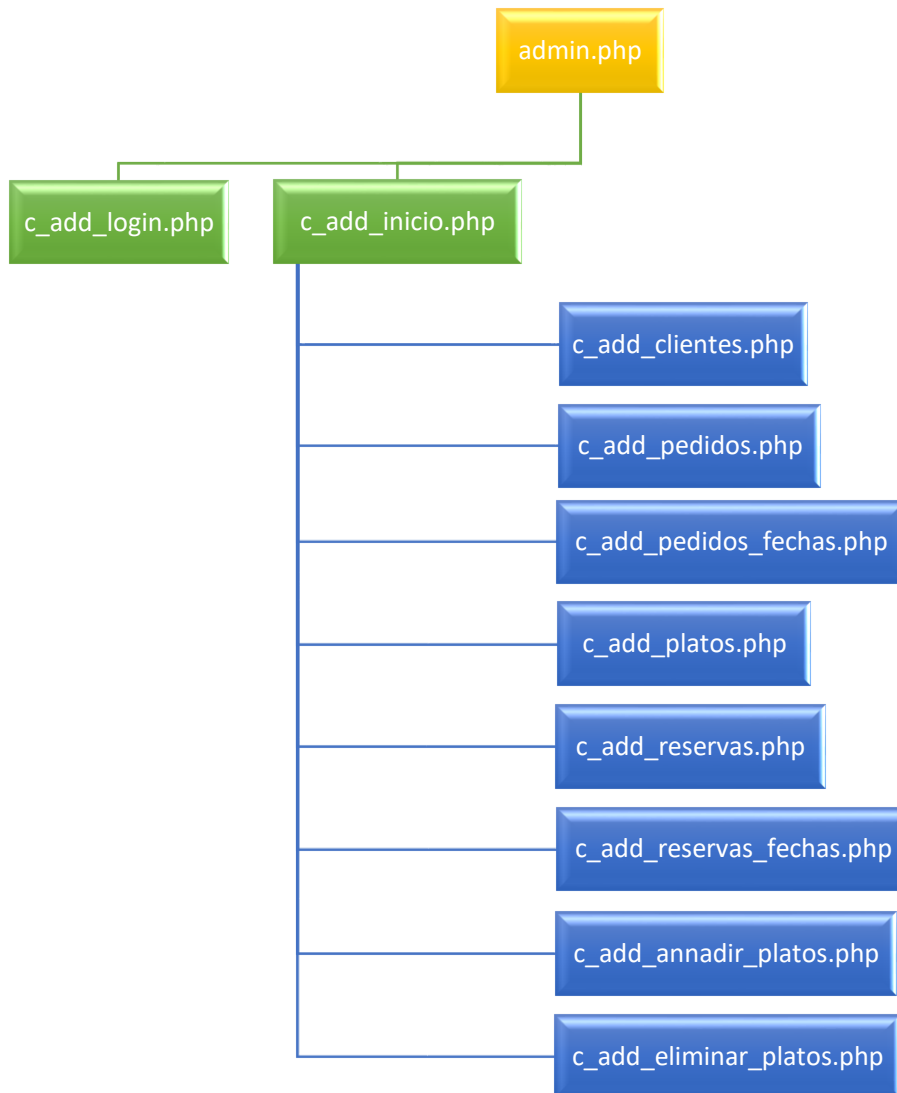 admin.php
c_add_login.php
c_add_inicio.php
c_add_clientes.php
c_add_pedidos.php
c_add_pedidos_fechas.php
c_add_platos.php
c_add_reservas.php
c_add_reservas_fechas.php
c_add_annadir_platos.php
c_add_eliminar_platos.php